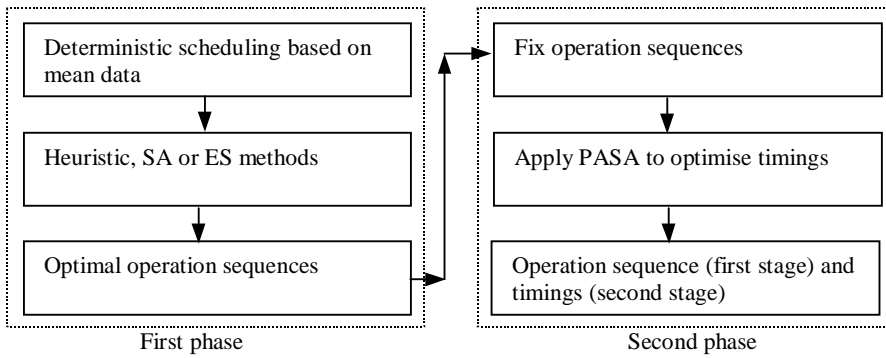 Deterministic scheduling based on
mean data
Heuristic, SA or ES methods
Optimal operation sequences
First phase
Fix operation sequences
Apply PASA to optimise timings
Operation sequence (first stage) and
timings (second stage)
Second phase